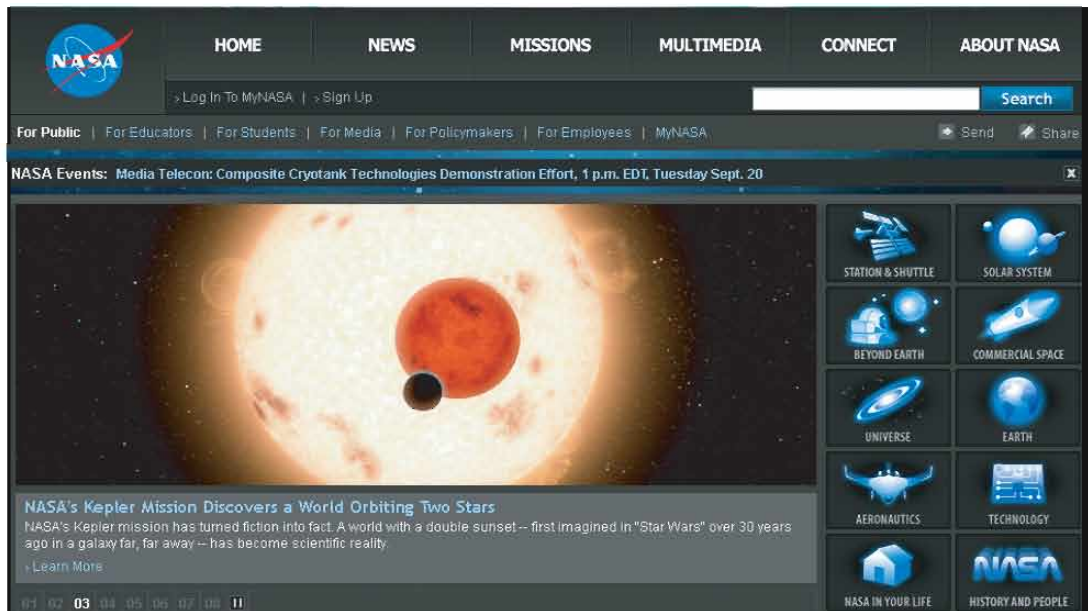 NASA
HOME NEWS MISSIONS MULTIMEDIA CONNECT ABOUT NASA
› Log In To MyNASA | › Sign Up
Search
For Public | For Educators | For Students | For Media | For Policymakers | For Employees | MyNASA
Send Share
NASA Events: Media Telecon: Composite Cryotank Technologies Demonstration Effort, 1 p.m. EDT, Tuesday Sept. 20 X
STATION & SHUTTLE SOLAR SYSTEM
BEYOND EARTH COMMERCIAL SPACE
UNIVERSE EARTH
AERONAUTICS TECHNOLOGY
NASA
NASA IN YOUR LIFE HISTORY AND PEOPLE
NASA's Kepler Mission Discovers a World Orbiting Two Stars
NASA's Kepler mission has turned fiction into fact. A world with a double sunset -- first imagined in "Star Wars" over 30 years
ago in a galaxy far, far away -- has become scientific reality.
› Learn More
01 02 03 04 05 06 07 08